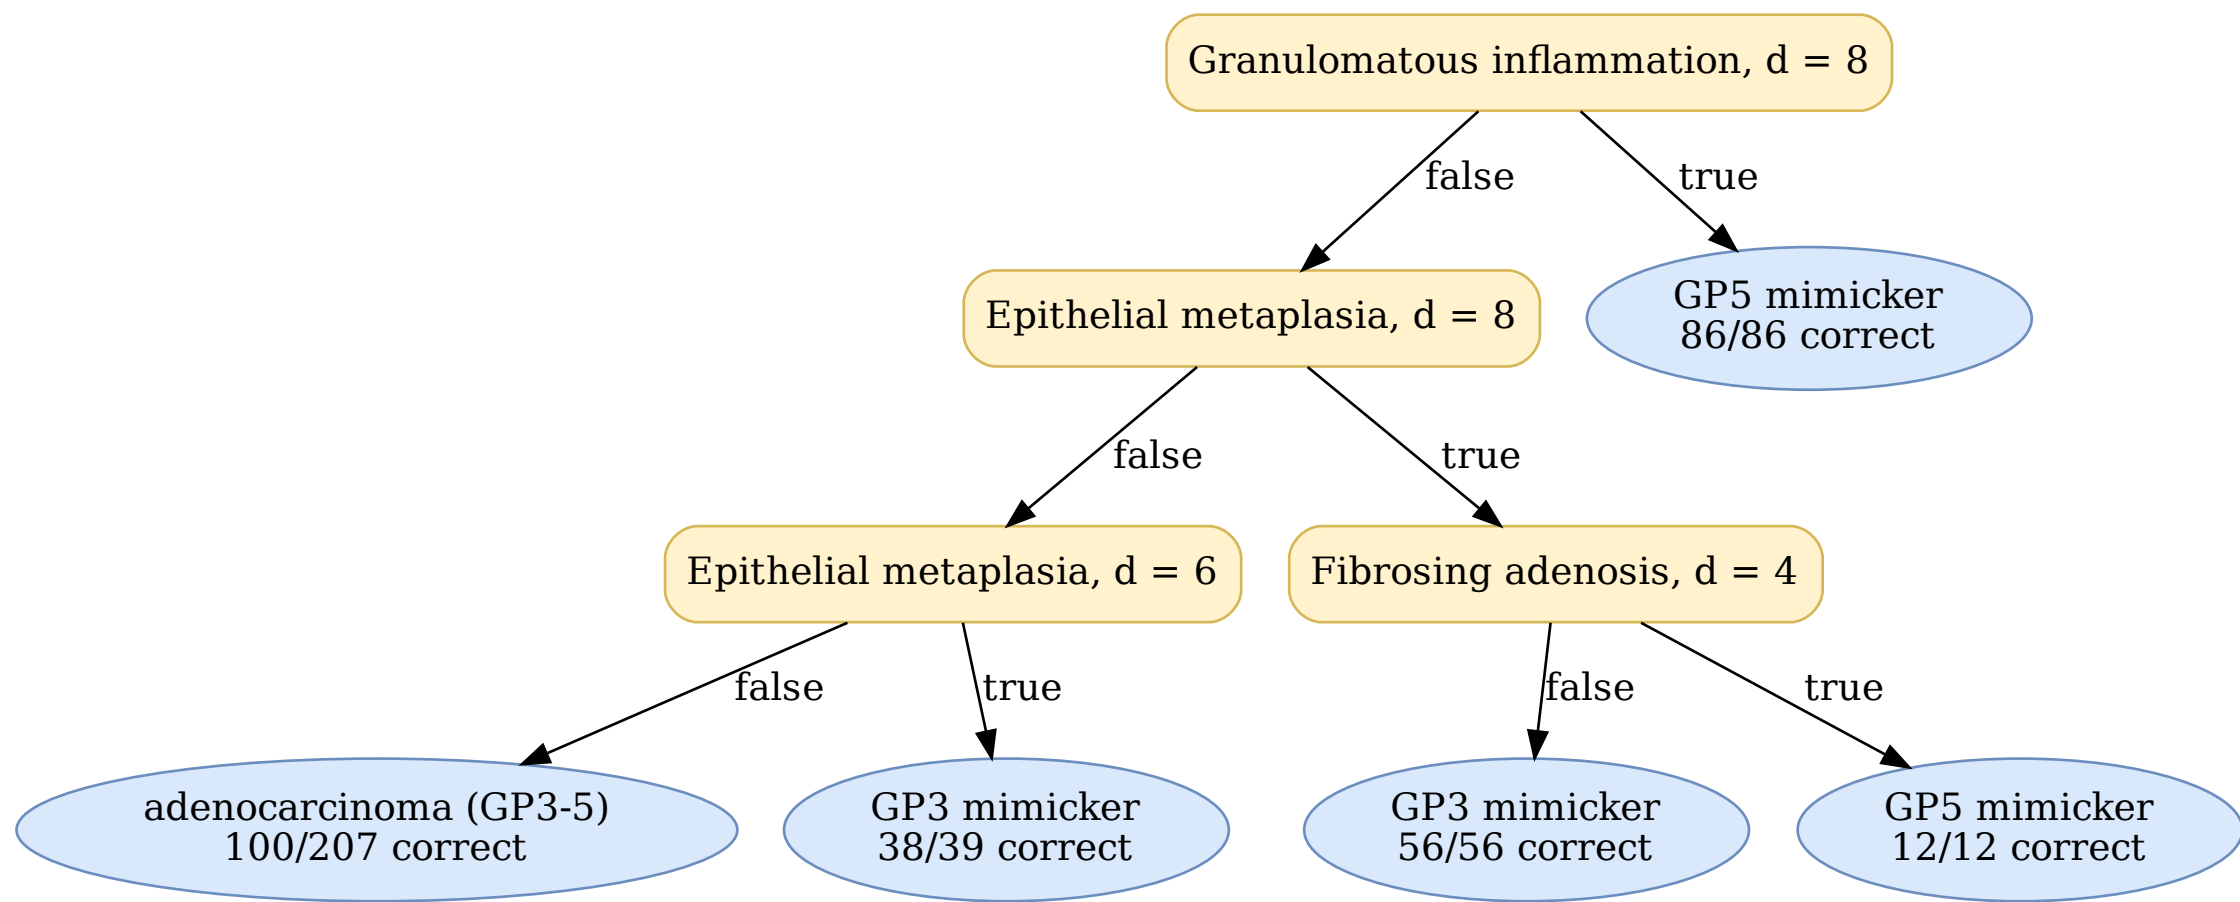 Granulomatous inflammation, d = 8
false
true
Epithelial metaplasia, d = 8
GP5 mimicker
86/86 correct
false
true
Epithelial metaplasia, d = 6
Fibrosing adenosis, d = 4
false
true
false
true
adenocarcinoma (GP3-5)
100/207 correct
GP3 mimicker
38/39 correct
GP3 mimicker
56/56 correct
GP5 mimicker
12/12 correct